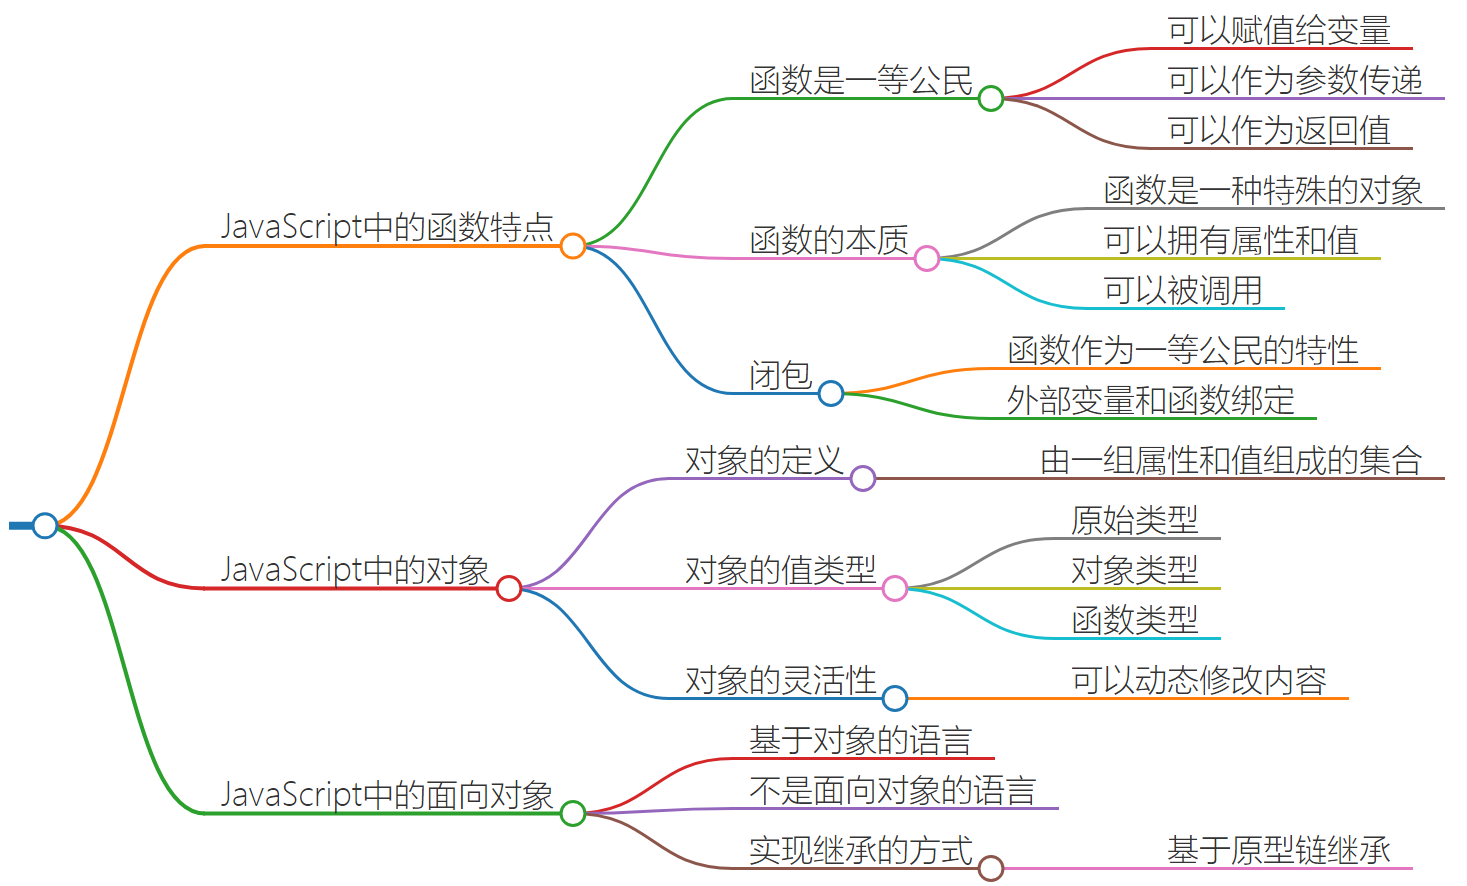 JavaScript中的函数特点
函数是一等公民
可以赋值给变量
可以作为参数传递
可以作为返回值
函数的本质
函数是一种特殊的对象
可以拥有属性和值
可以被调用
闭包
函数作为一等公民的特性
外部变量和函数绑定
JavaScript中的对象
对象的定义
由一组属性和值组成的集合
对象的值类型
原始类型
对象类型
函数类型
对象的灵活性
可以动态修改内容
JavaScript中的面向对象
基于对象的语言
不是面向对象的语言
实现继承的方式
基于原型链继承